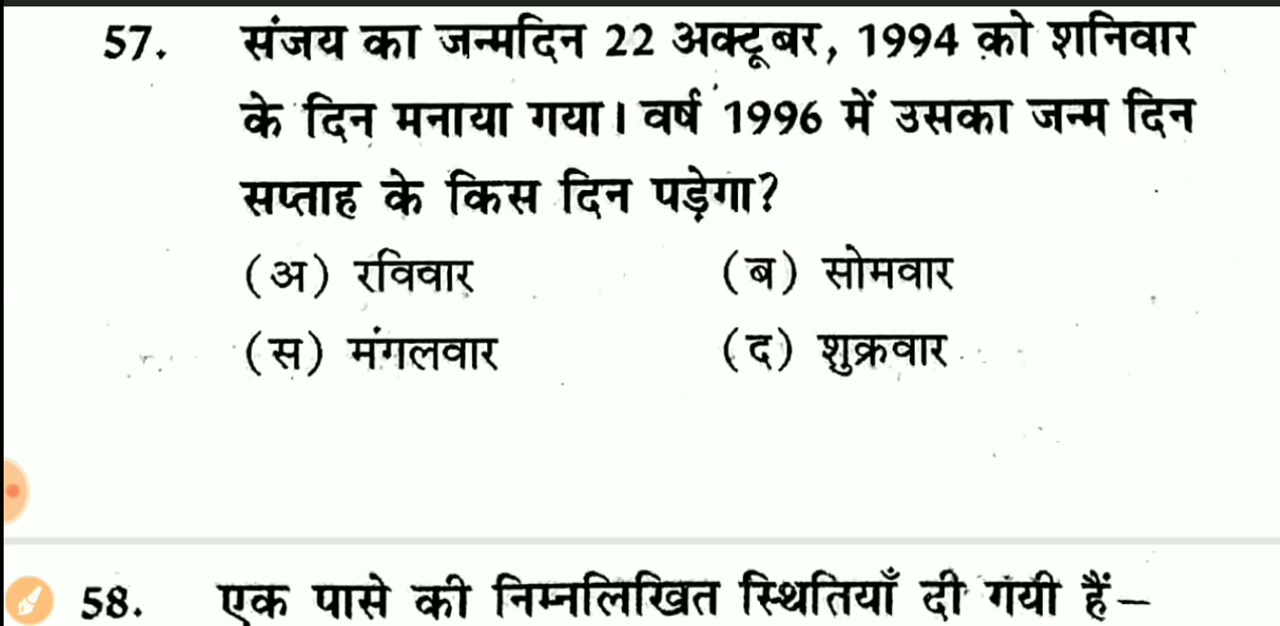 57. संजय का जन्मदिन 22 अक्टूबर, 1994 को शनिवार
के दिन मनाया गया। वर्ष 1996 में उसका जन्म दिन
सप्ताह के किस दिन पड़ेगा?
(अ) रविवार (ब) सोमवार
(स) मंगलवार (द) शुक्रवार
58. एक पासे की निम्नलिखित स्थितियाँ दी गयी हैं—